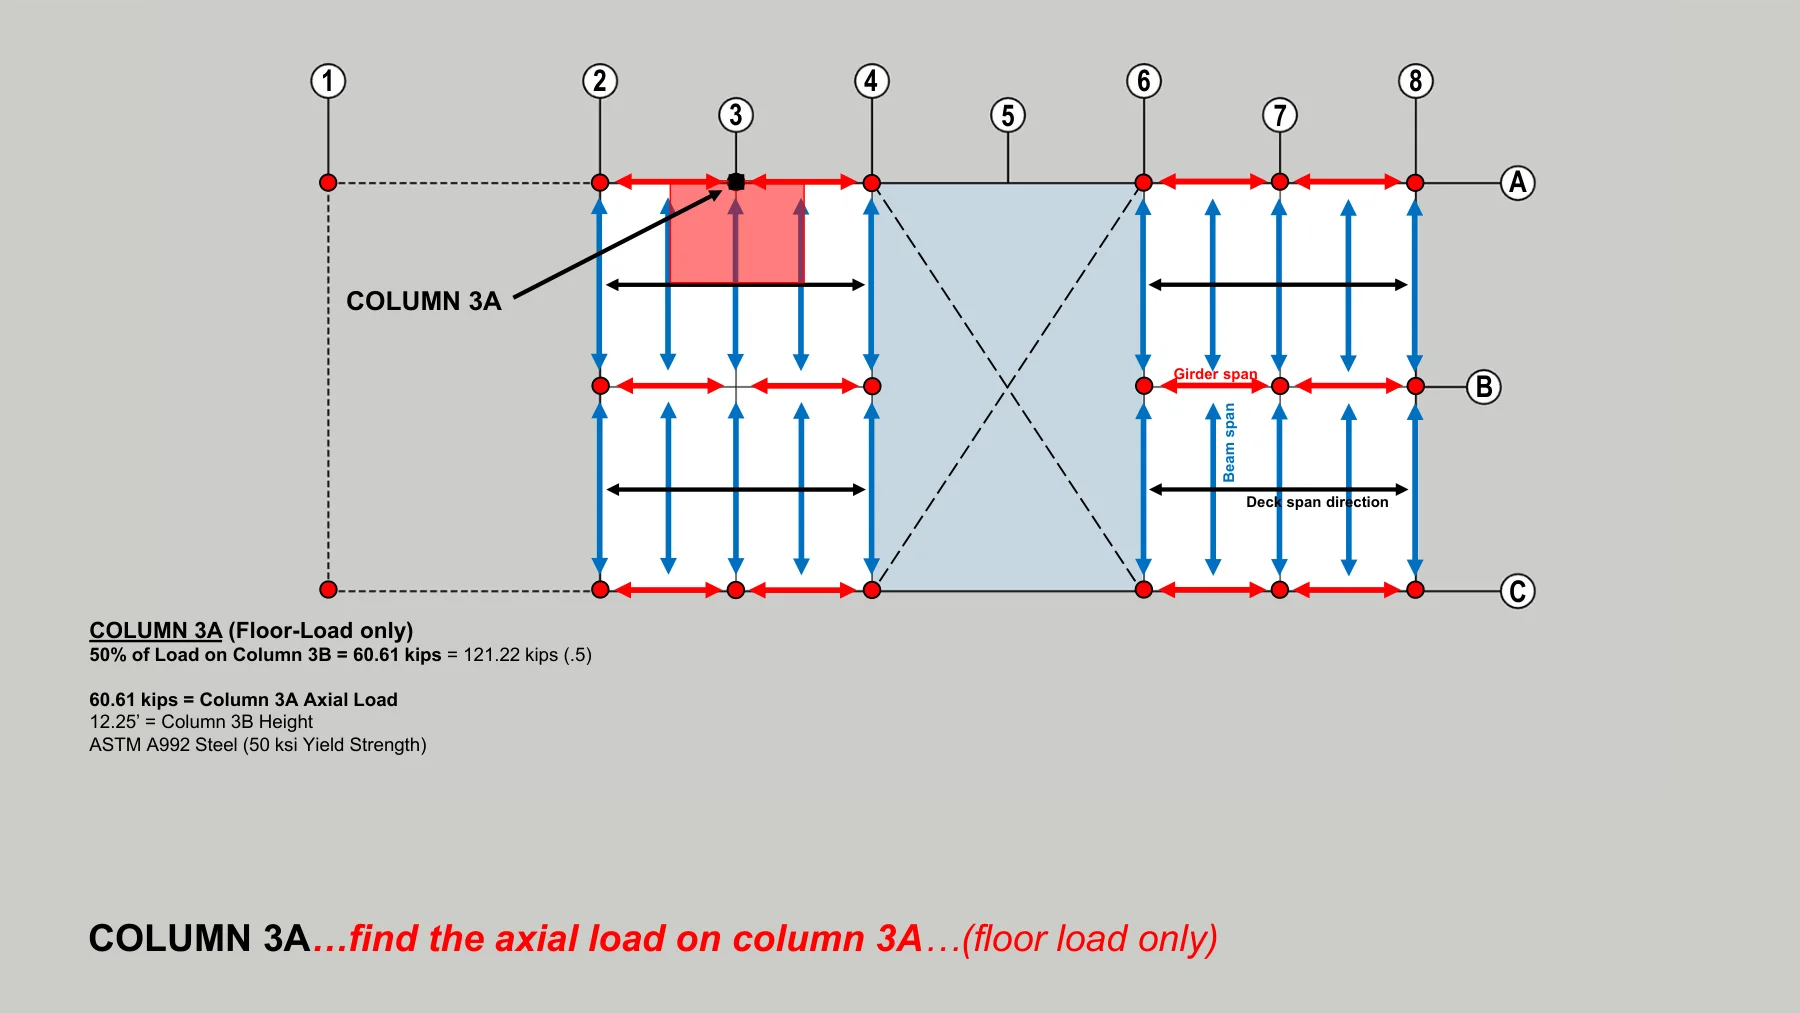 1
2
4
6
8
3
5
7
A
COLUMN 3A
Girder span
B
Beam span
Deck span direction
C
COLUMN 3A (Floor-Load only)
50% of Load on Column 3B = 60.61 kips = 121.22 kips (.5)
60.61 kips = Column 3A Axial Load
12.25’ = Column 3B Height
ASTM A992 Steel (50 ksi Yield Strength)
COLUMN 3A…find the axial load on column 3A…(floor load only)